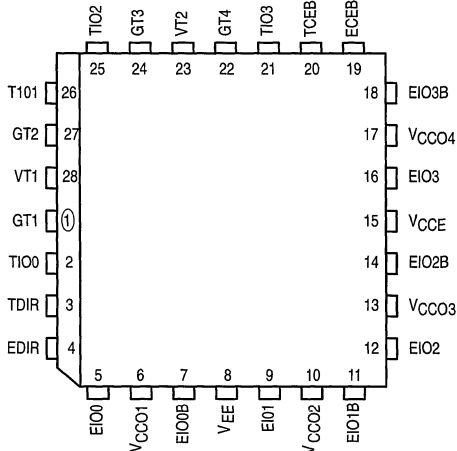 TIO2 GT3 VT2 GT4 TIO3 TCEB ECEB
25 24 23 22 21 20 19
T101 26 18 EIO3B
GT2 27 17 VCCO4
VT1 28 16 EIO3
GT1 1 15 VCCE
TIO0 2 14 EIO2B
TDIR 3 13 VCCO3
EDIR 4 12 EIO2
5 6 7 8 9 10 11
EIO0 VCCO1 EIO0B VEE EI01 VCCO2 EIO1B